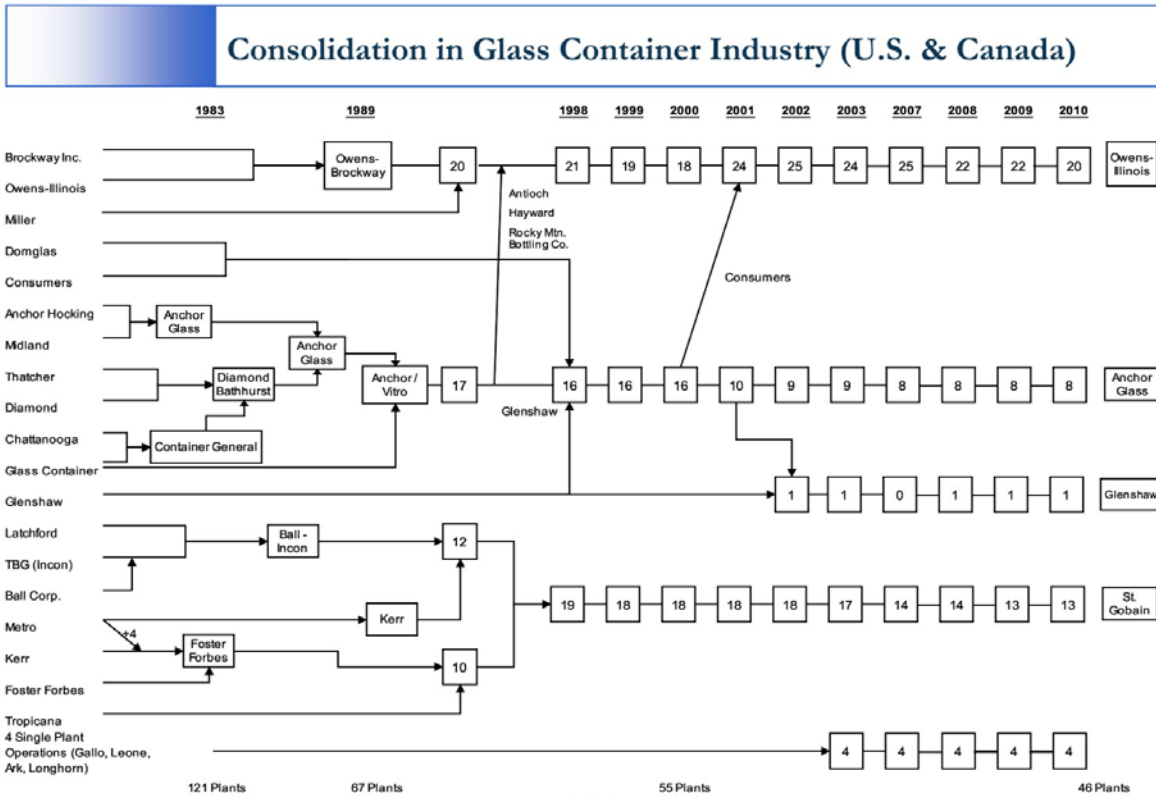 Consolidation in Glass Container Industry (U.S. & Canada)
1983 1989 1998 1999 2000 2001 2002 2003 2007 2008 2009 2010
Brockway Inc.
Owens-Illinois
Miller
Domglas
Consumers
Anchor Hocking
Midland
Thatcher
Diamond
Chattanooga
Glass Container
Glenshaw
Latchford
TBG (Incon)
Ball Corp.
Metro
Kerr
Foster Forbes
Tropicana
4 Single Plant
Operations (Gallo, Leone,
Ark, Longhorn)
Owens-
Brockway
20
21 19 18 24 25 24 25 22 22 20
Owens-
Illinois
Antioch
Hayward
Rocky Mtn.
Bottling Co.
Consumers
Anchor
Glass
Anchor
Glass
Diamond
Bathhurst
Container General
Anchor /
Vitro
17
Glenshaw
16 16 16 10 9 9 8 8 8 8
Anchor
Glass
1 1 0 1 1 1
Glenshaw
Ball -
Incon
12
Kerr
+4
Foster
Forbes
10
19 18 18 18 18 17 14 14 13 13
St.
Gobain
4 4 4 4 4
121 Plants 67 Plants 55 Plants 46 Plants